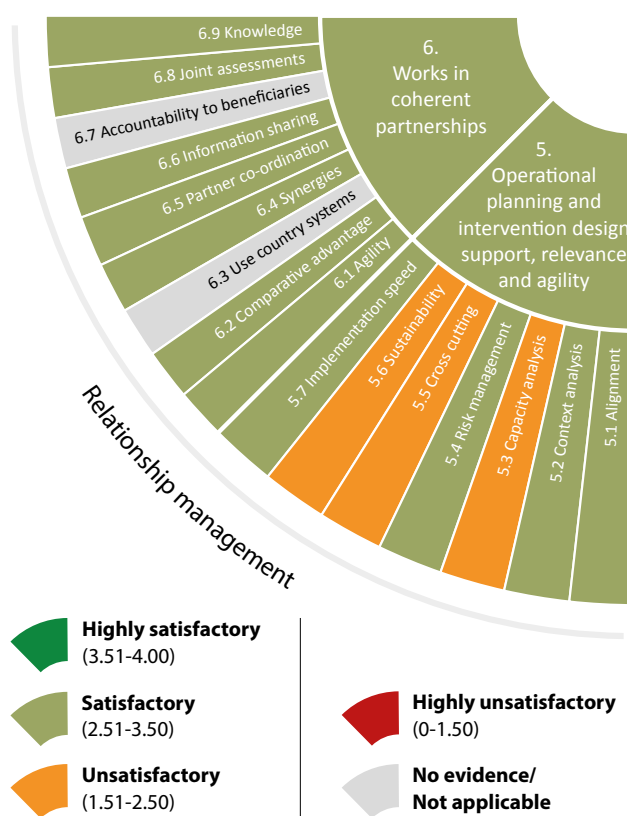 6.9 Knowledge
6.8 Joint assessments
6.7 Accountability to beneficiaries
6.6 Information sharing
6.5 Partner co-ordination
6.4 Synergies
6.3 Use country systems
6.2 Comparative advantage
6.1 Agility
6.
Works in
coherent
partnerships
5.
Operational
planning and
intervention design
support, relevance
and agility
5.7 Implementation speed
5.6 Sustainability
5.5 Cross cutting
5.4 Risk management
5.3 Capacity analysis
5.2 Context analysis
5.1 Alignment
Relationship management
Highly satisfactory
(3.51-4.00)
Satisfactory
(2.51-3.50)
Unsatisfactory
(1.51-2.50)
Highly unsatisfactory
(0-1.50)
No evidence/
Not applicable